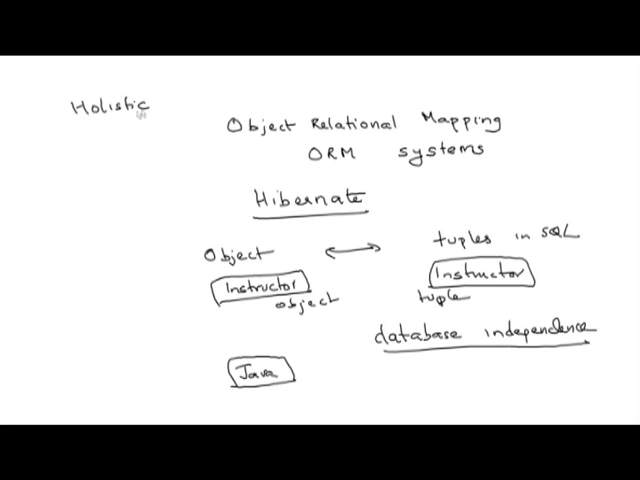 Holistic
Object Relational Mapping
ORM systems
Hibernate
Object tuples in SQL
Instructor Instructor
object tuple
database independence
Java